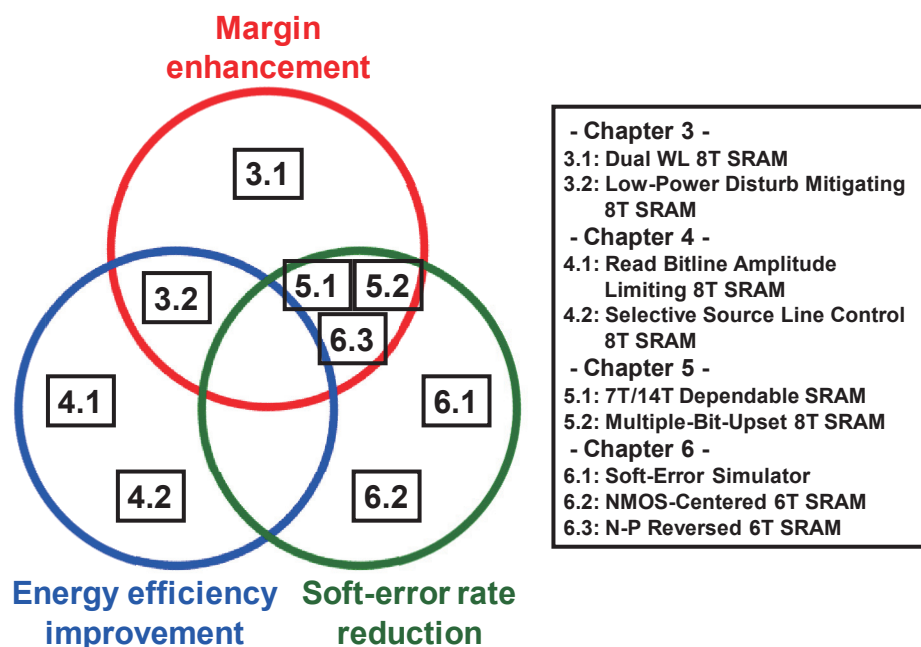 Margin
enhancement
3.1
3.2
5.1
5.2
6.3
4.1
6.1
4.2
6.2
Energy efficiency
improvement
Soft-error rate
reduction
- Chapter 3 -
3.1: Dual WL 8T SRAM
3.2: Low-Power Disturb Mitigating
8T SRAM
- Chapter 4 -
4.1: Read Bitline Amplitude
Limiting 8T SRAM
4.2: Selective Source Line Control
8T SRAM
- Chapter 5 -
5.1: 7T/14T Dependable SRAM
5.2: Multiple-Bit-Upset 8T SRAM
- Chapter 6 -
6.1: Soft-Error Simulator
6.2: NMOS-Centered 6T SRAM
6.3: N-P Reversed 6T SRAM